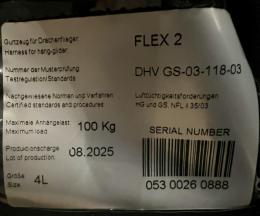 Gurtzeug für Drachenflieger
Harness for hang-glider
FLEX 2
Nummer der Musterprüfung
Testregulation/Standards
DHV GS-03-118-03
Nachgewiesene Normen und Verfahren
Certified standards and procedures
Lufttüchtigkeitsforderungen
HG und GS, NFL II 35/03
Maximale Anhängelast
Maximum load
100 Kg
Produktionscharge
Lot of production
08.2025
Größe
Size
4L
SERIAL NUMBER
053 0026 0888